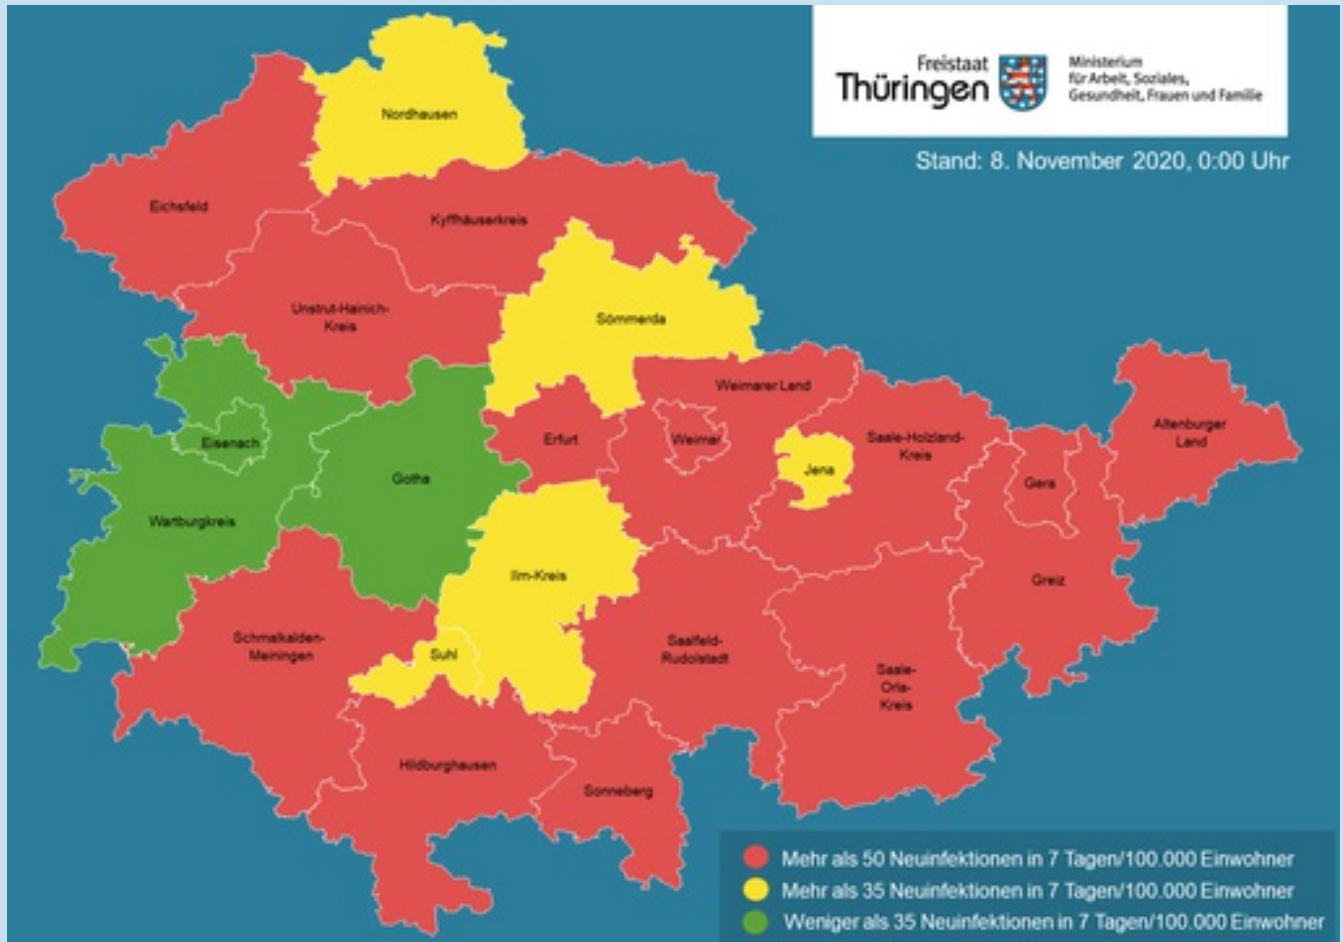 Freistaat
Thüringen
Ministerium
für Arbeit, Soziales,
Gesundheit, Frauen und Familie
Stand: 8. November 2020, 0:00 Uhr
Nordhausen
Eichsfeld
Kyffhäuserkreis
Unstrut-Hainich-
Kreis
Sömmerda
Weimarer Land
Eisenach
Erfurt
Weimar
Saale-Holzland-
Kreis
Altenburger
Land
Gotha
Jena
Gera
Wartburgkreis
Ilm-Kreis
Greiz
Schmalkalden-
Meiningen
Suhl
Saalfeld-
Rudolstadt
Saale-
Orla-
Kreis
Hildburghausen
Sonneberg
Mehr als 50 Neuinfektionen in 7 Tagen/100.000 Einwohner
Mehr als 35 Neuinfektionen in 7 Tagen/100.000 Einwohner
Weniger als 35 Neuinfektionen in 7 Tagen/100.000 Einwohner